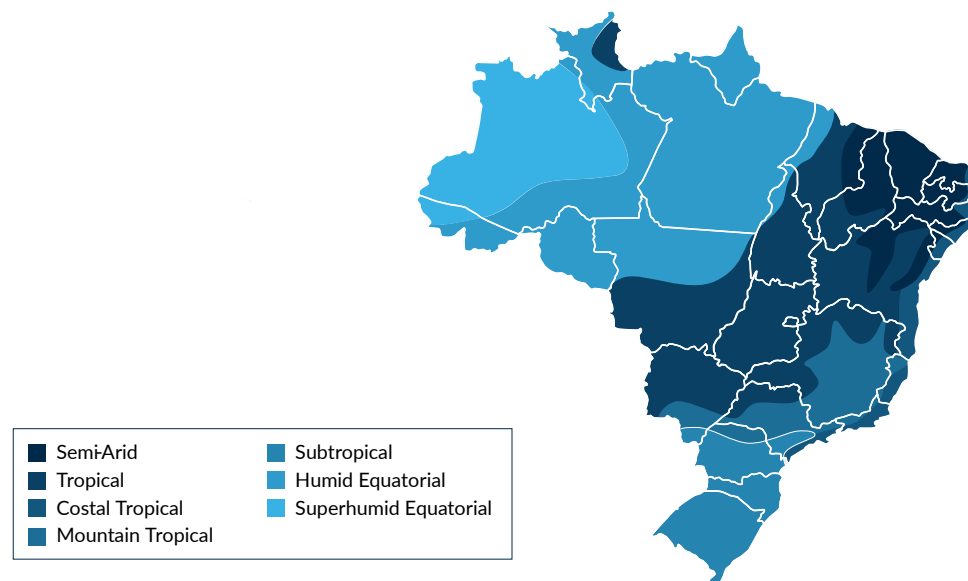 Semi-Arid
Tropical
Costal Tropical
Mountain Tropical
Subtropical
Humid Equatorial
Superhumid Equatorial